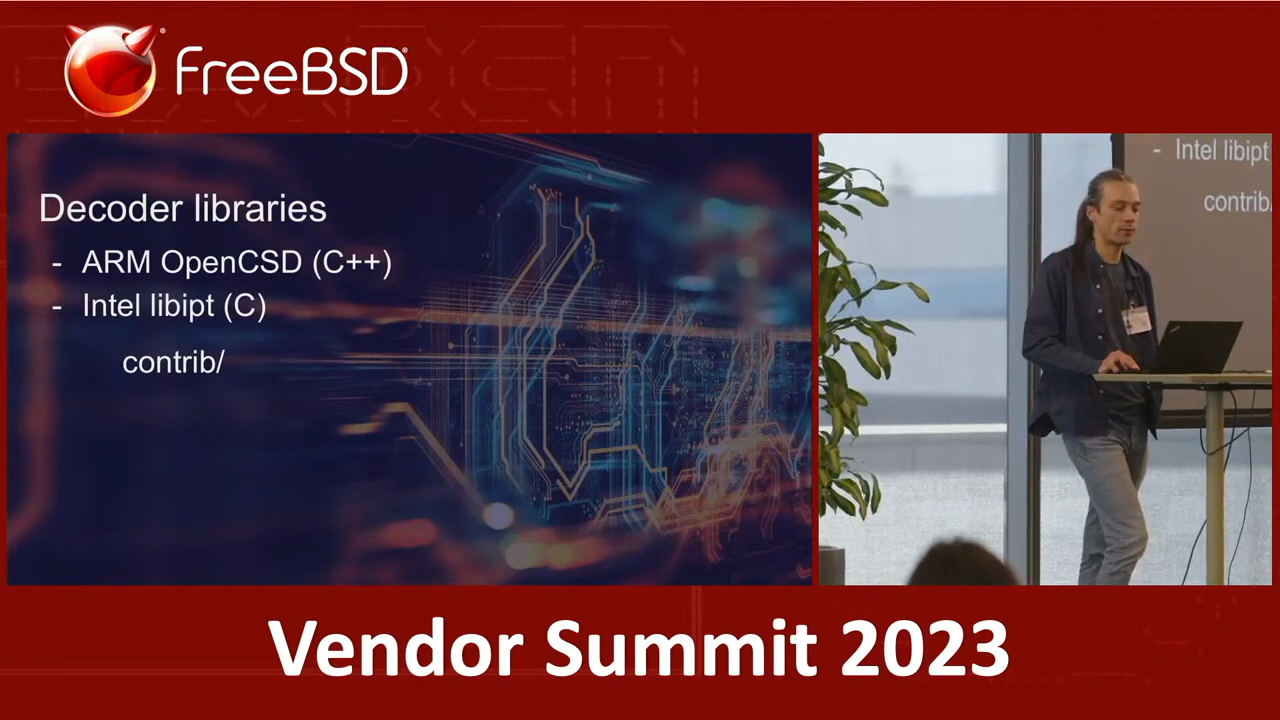 FreeBSD®
Decoder libraries
- ARM OpenCSD (C++)
- Intel libipt (C)
contrib/
- Intel libipt
contrib/
Vendor Summit 2023